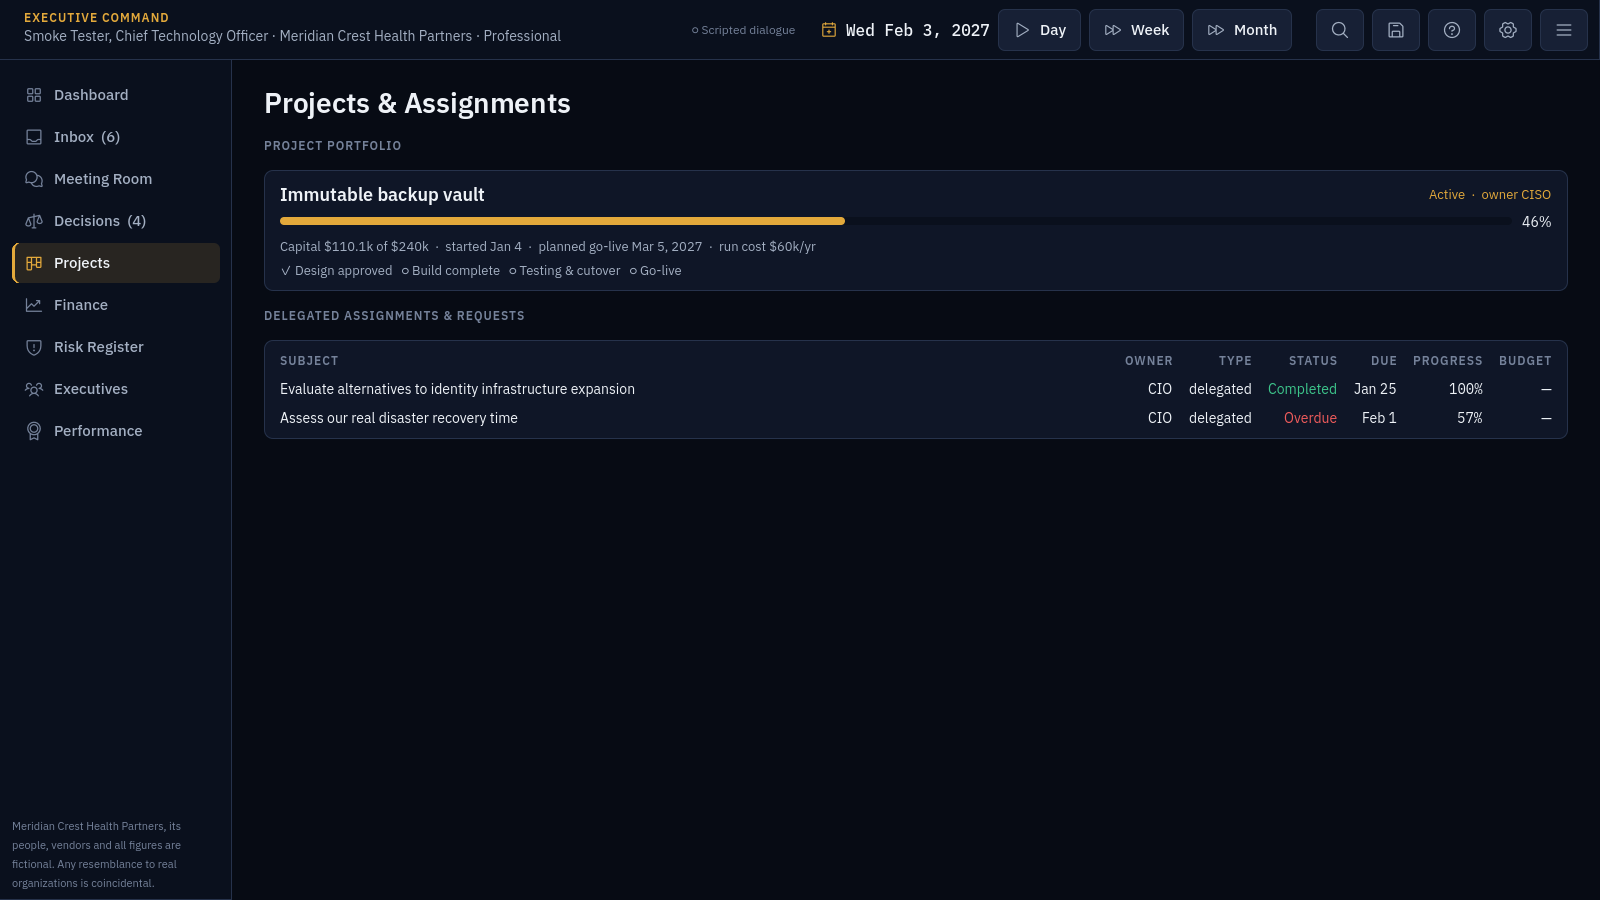 EXECUTIVE COMMAND
Smoke Tester, Chief Technology Officer · Meridian Crest Health Partners · Professional
Scripted dialogue
Wed Feb 3, 2027
Day
Week
Month
Dashboard
Inbox (6)
Meeting Room
Decisions (4)
Projects
Finance
Risk Register
Executives
Performance
Projects & Assignments
PROJECT PORTFOLIO
Immutable backup vault
Active · owner CISO
46%
Capital $110.1k of $240k · started Jan 4 · planned go-live Mar 5, 2027 · run cost $60k/yr
✓ Design approved ○ Build complete ○ Testing & cutover ○ Go-live
DELEGATED ASSIGNMENTS & REQUESTS
SUBJECT OWNER TYPE STATUS DUE PROGRESS BUDGET
Evaluate alternatives to identity infrastructure expansion CIO delegated Completed Jan 25 100% —
Assess our real disaster recovery time CIO delegated Overdue Feb 1 57% —
Meridian Crest Health Partners, its
people, vendors and all figures are
fictional. Any resemblance to real
organizations is coincidental.